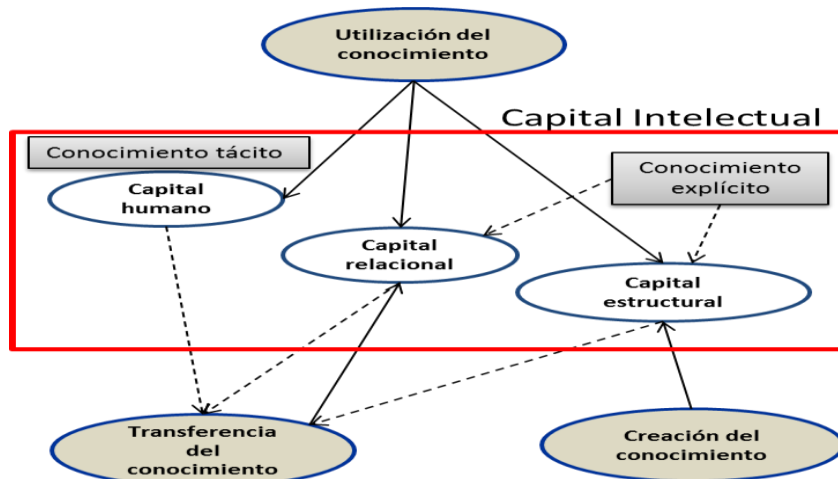 Utilización del
conocimiento
Capital Intelectual
Conocimiento tácito
Conocimiento
explícito
Capital
humano
Capital
relacional
Capital
estructural
Transferencia
del
conocimiento
Creación del
conocimiento